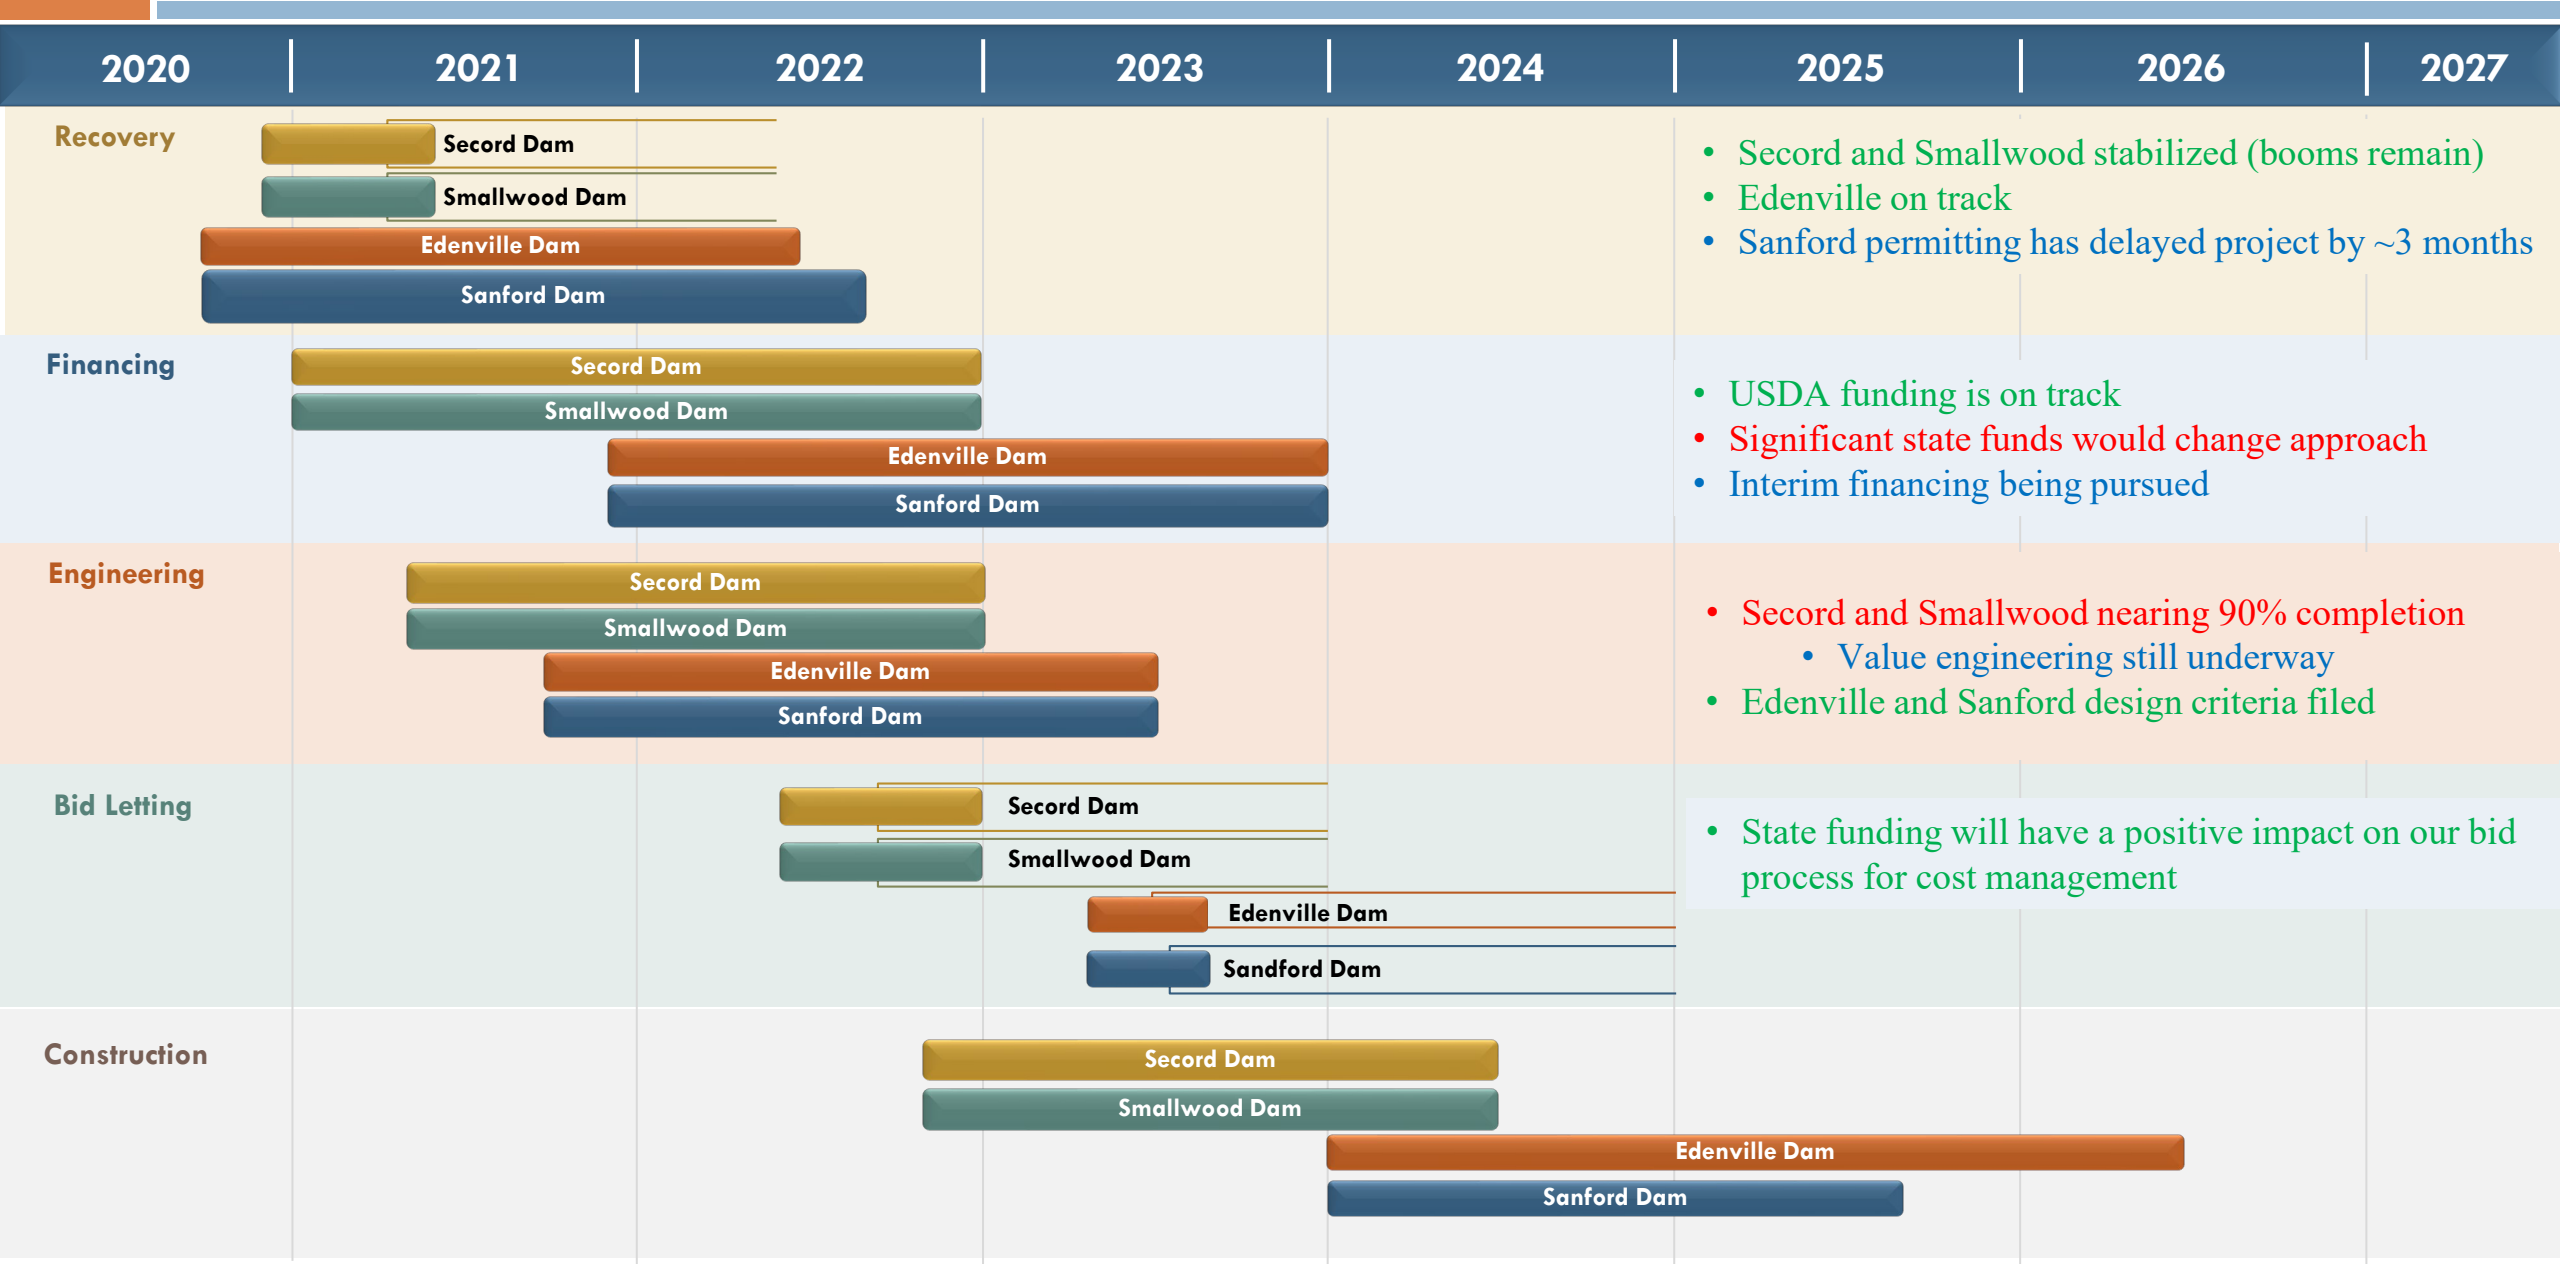 2020 2021 2022 2023 2024 2025 2026 2027
Recovery
Secord Dam
Smallwood Dam
Edenville Dam
Sanford Dam
• Secord and Smallwood stabilized (booms remain)
• Edenville on track
• Sanford permitting has delayed project by ~3 months
Financing
Secord Dam
Smallwood Dam
Edenville Dam
Sanford Dam
• USDA funding is on track
• Significant state funds would change approach
• Interim financing being pursued
Engineering
Secord Dam
Smallwood Dam
Edenville Dam
Sanford Dam
• Secord and Smallwood nearing 90% completion
• Value engineering still underway
• Edenville and Sanford design criteria filed
Bid Letting
Secord Dam
Smallwood Dam
Edenville Dam
Sandford Dam
• State funding will have a positive impact on our bid
process for cost management
Construction
Secord Dam
Smallwood Dam
Edenville Dam
Sanford Dam